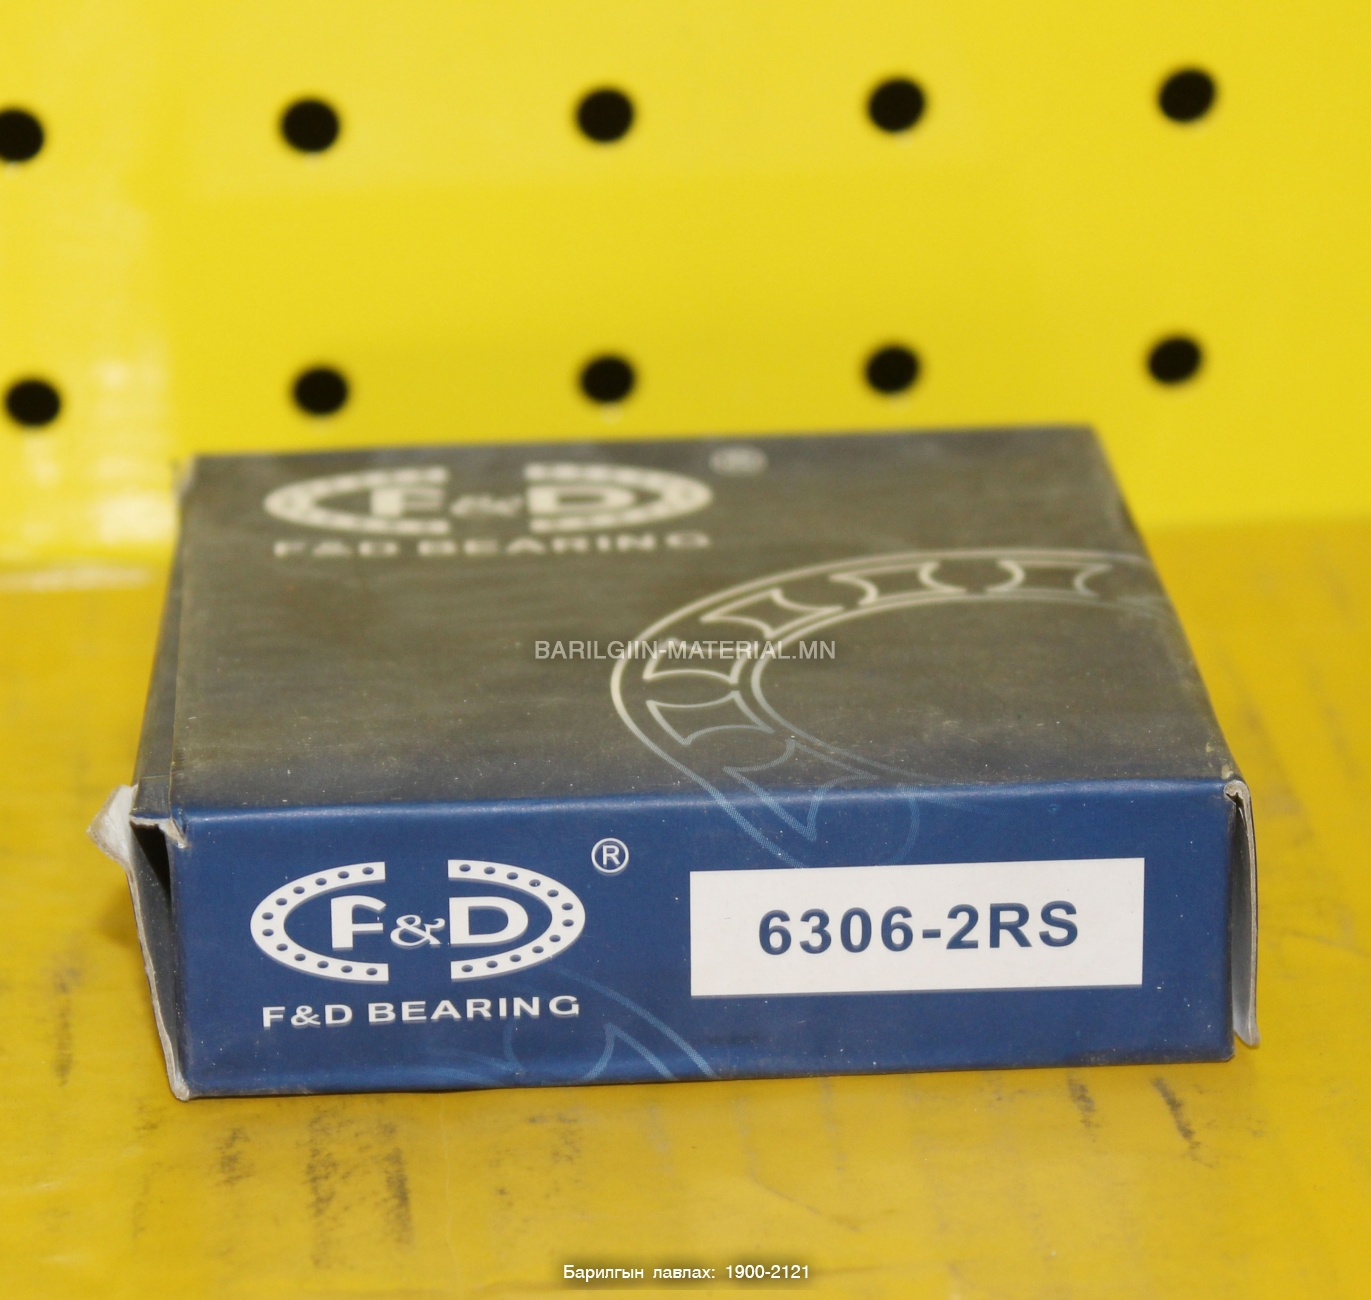 F&D ®
F&D BEARING
BARILGIIN-MATERIAL.MN
F&D ®
F&D BEARING
6306-2RS
Барилгын лавлах: 1900-2121